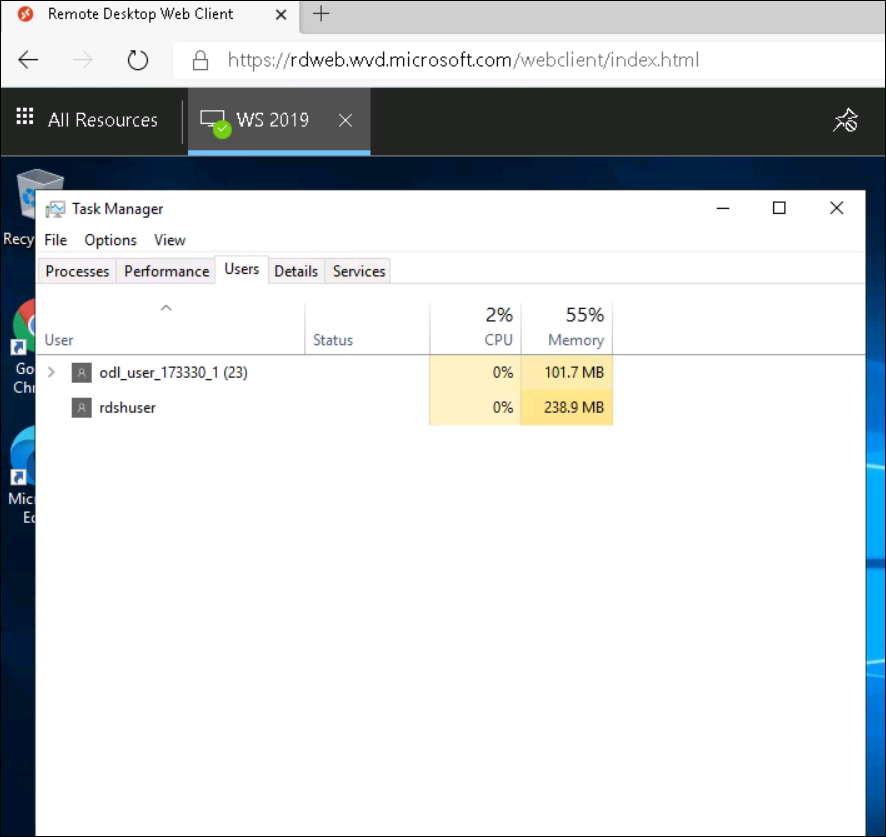 Remote Desktop Web Client
https://rdweb.wvd.microsoft.com/webclient/index.html
All Resources
WS 2019
Recy
Task Manager
File Options View
Processes Performance Users Details Services
2% 55%
User Status CPU Memory
odl_user_173330_1 (23) 0% 101.7 MB
rdshuser 0% 238.9 MB
Go
Chr
Mic
Ed